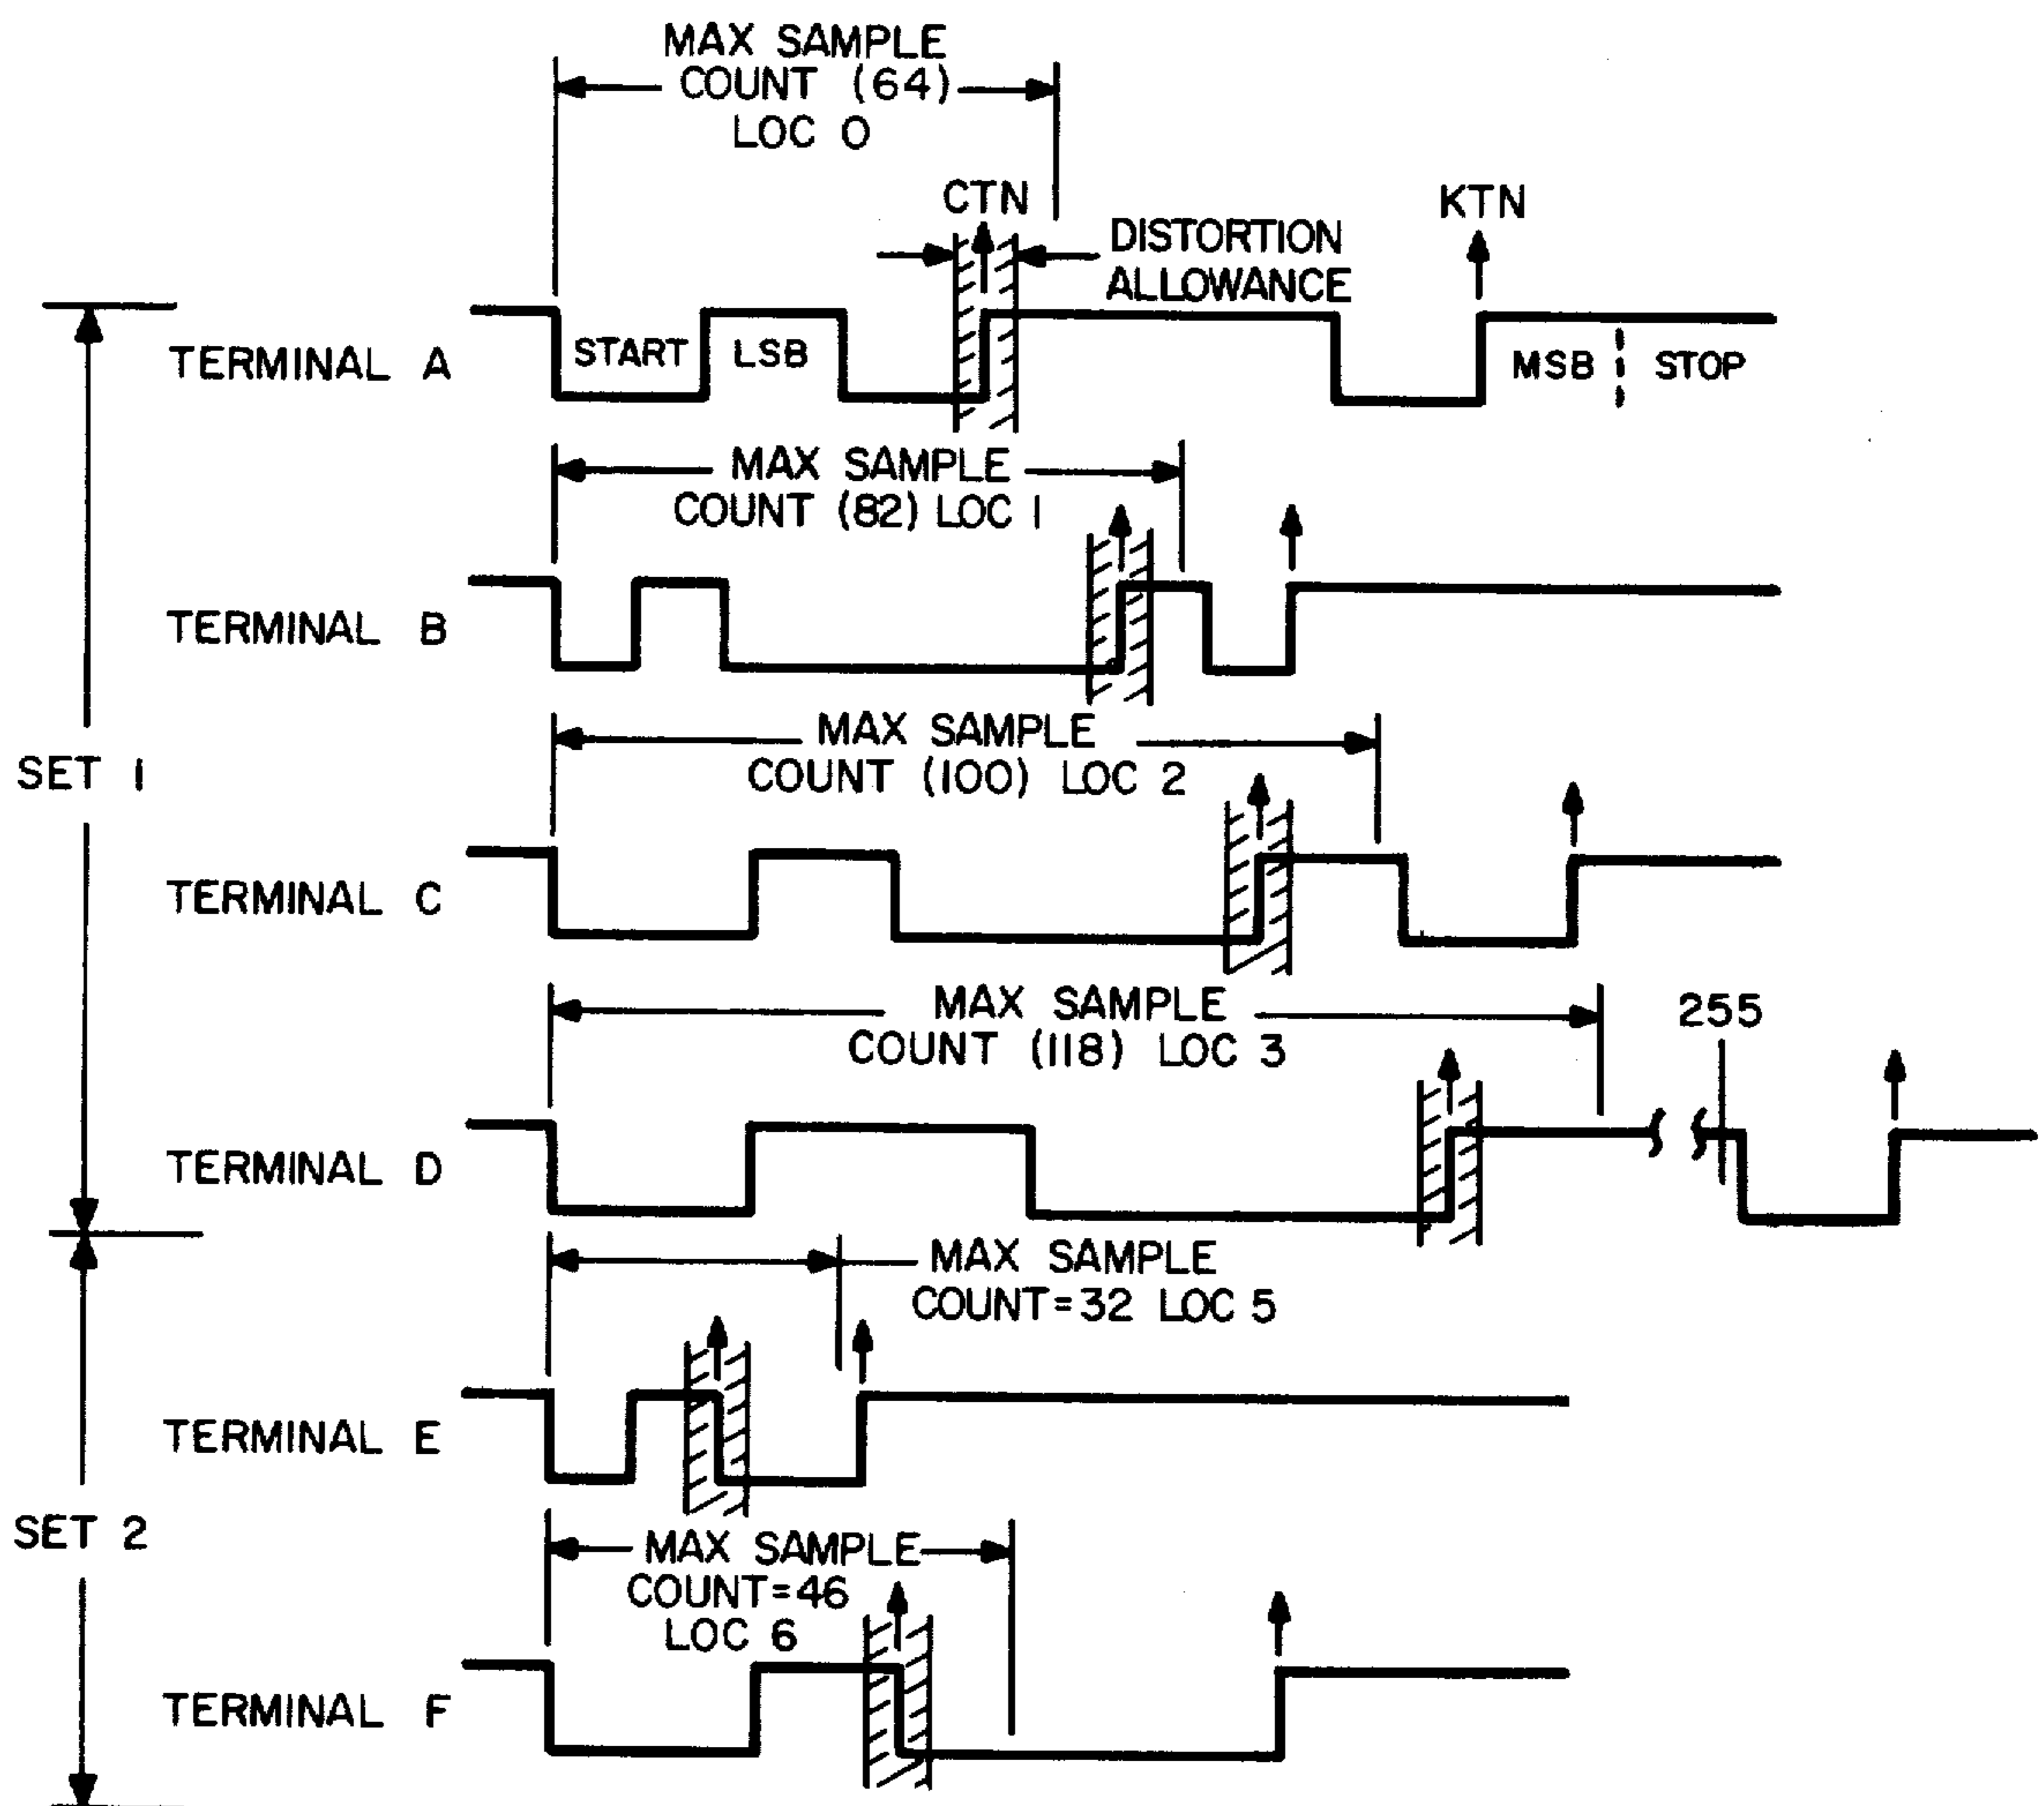 MAX SAMPLE
COUNT (64)
LOC 0
CTN
KTN
DISTORTION
ALLOWANCE
TERMINAL A
START
LSB
MSB
STOP
MAX SAMPLE
COUNT (82) LOC 1
TERMINAL B
MAX SAMPLE
COUNT (100) LOC 2
SET 1
TERMINAL C
MAX SAMPLE
COUNT (118) LOC 3
255
TERMINAL D
MAX SAMPLE
COUNT=32 LOC 5
TERMINAL E
SET 2
MAX SAMPLE
COUNT=46
LOC 6
TERMINAL F